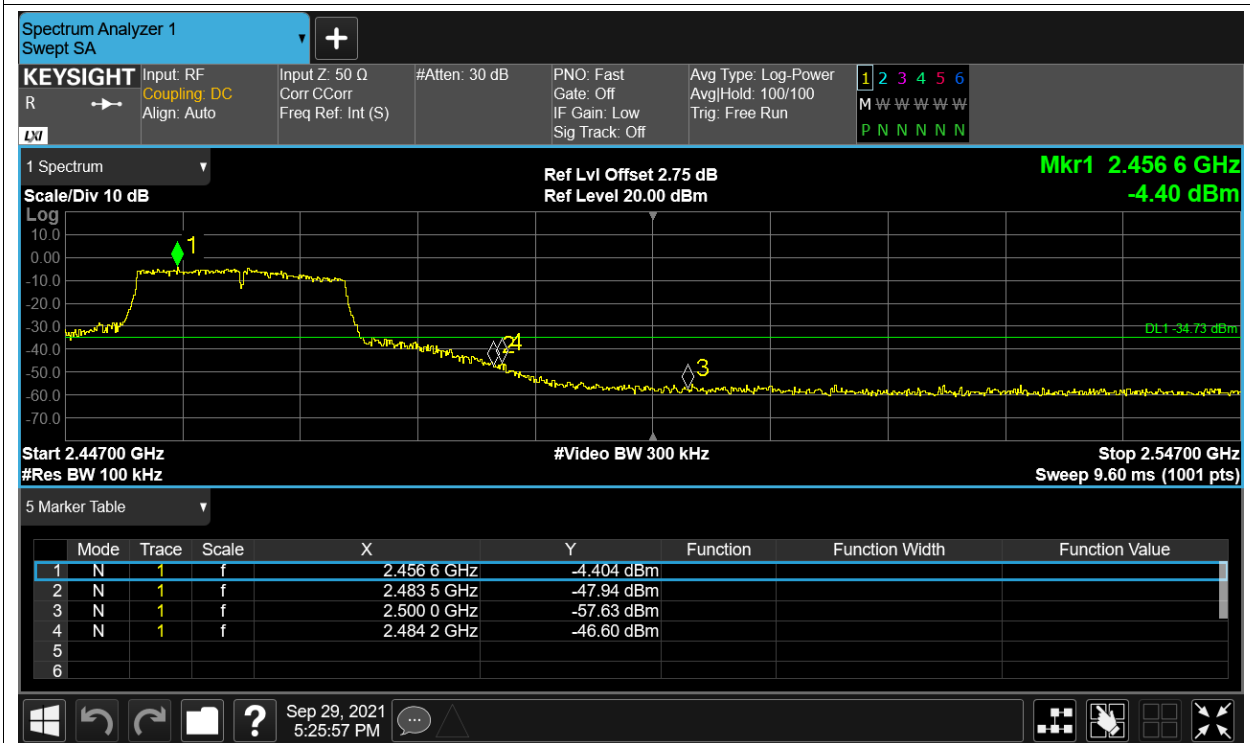 Spectrum Analyzer 1
Swept SA
KEYSIGHT
R
LXI
Input: RF
Coupling: DC
Align: Auto
Input Z: 50 Ω
Corr CCorr
Freq Ref: Int (S)
#Atten: 30 dB
PNO: Fast
Gate: Off
IF Gain: Low
Sig Track: Off
Avg Type: Log-Power
Avg|Hold: 100/100
Trig: Free Run
1 2 3 4 5 6
M W W W W W
P N N N N N
1 Spectrum
Scale/Div 10 dB
Ref Lvl Offset 2.75 dB
Ref Level 20.00 dBm
Mkr1 2.456 6 GHz
-4.40 dBm
Log
10.0
0.00
-10.0
-20.0
-30.0
-40.0
-50.0
-60.0
-70.0
1
2 4
3
DL1 -34.73 dBm
Start 2.44700 GHz
#Res BW 100 kHz
#Video BW 300 kHz
Stop 2.54700 GHz
Sweep 9.60 ms (1001 pts)
5 Marker Table
Mode Trace Scale X Y Function Function Width Function Value
1 N 1 f 2.456 6 GHz -4.404 dBm
2 N 1 f 2.483 5 GHz -47.94 dBm
3 N 1 f 2.500 0 GHz -57.63 dBm
4 N 1 f 2.484 2 GHz -46.60 dBm
5
6
?
Sep 29, 2021
5:25:57 PM